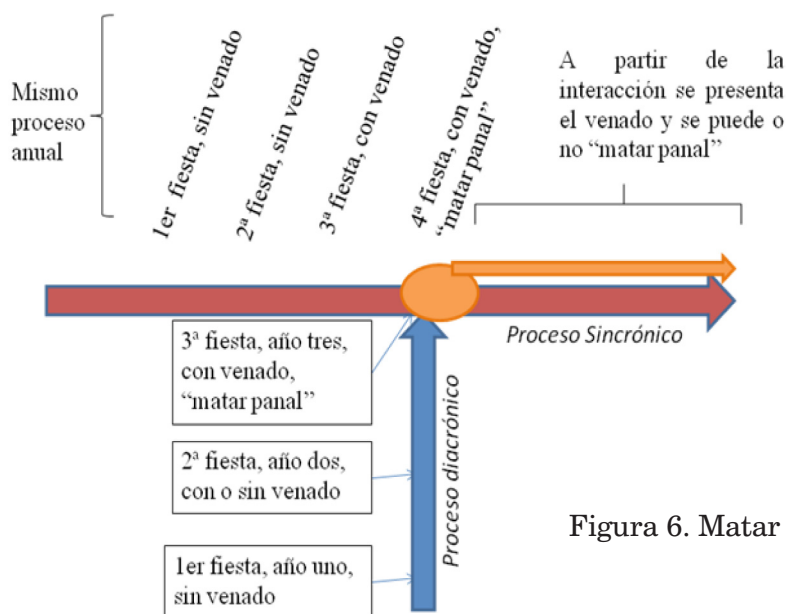 Mismo
proceso
anual
1er fiesta, sin venado
2ª fiesta, sin venado
3ª fiesta, con venado
4ª fiesta, con venado,
“matar panal”
A partir de la
interacción se presenta
el venado y se puede o
no “matar panal”
Proceso Sincrónico
3ª fiesta, año tres,
con venado,
“matar panal”
2ª fiesta, año dos,
con o sin venado
1er fiesta, año uno,
sin venado
Proceso diacrónico
Figura 6. Matar